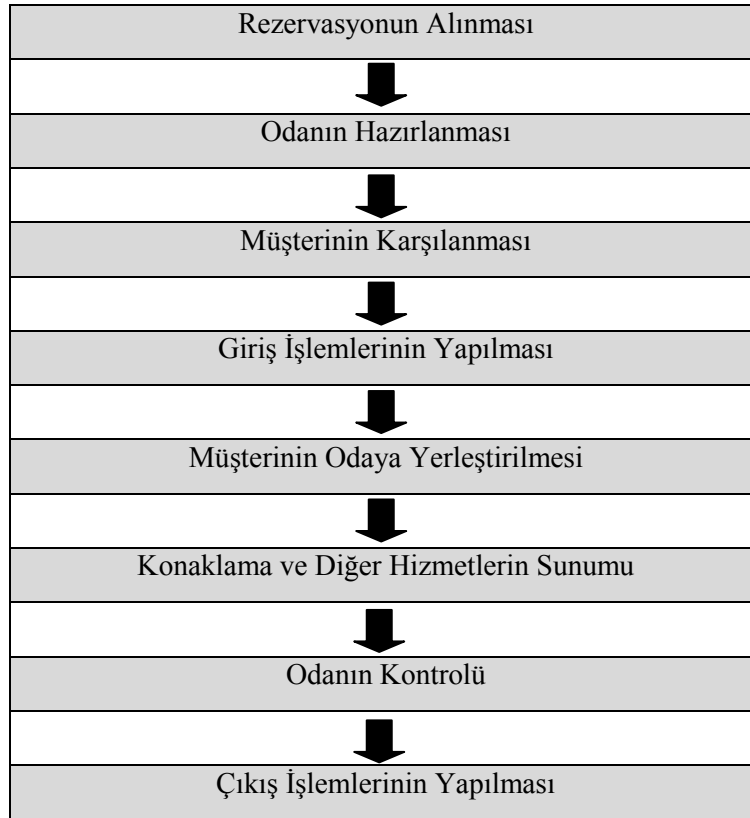 Rezervasyonun Alınması
Odanın Hazırlanması
Müşterinin Karşılanması
Giriş İşlemlerinin Yapılması
Müşterinin Odaya Yerleştirilmesi
Konaklama ve Diğer Hizmetlerin Sunumu
Odanın Kontrolü
Çıkış İşlemlerinin Yapılması